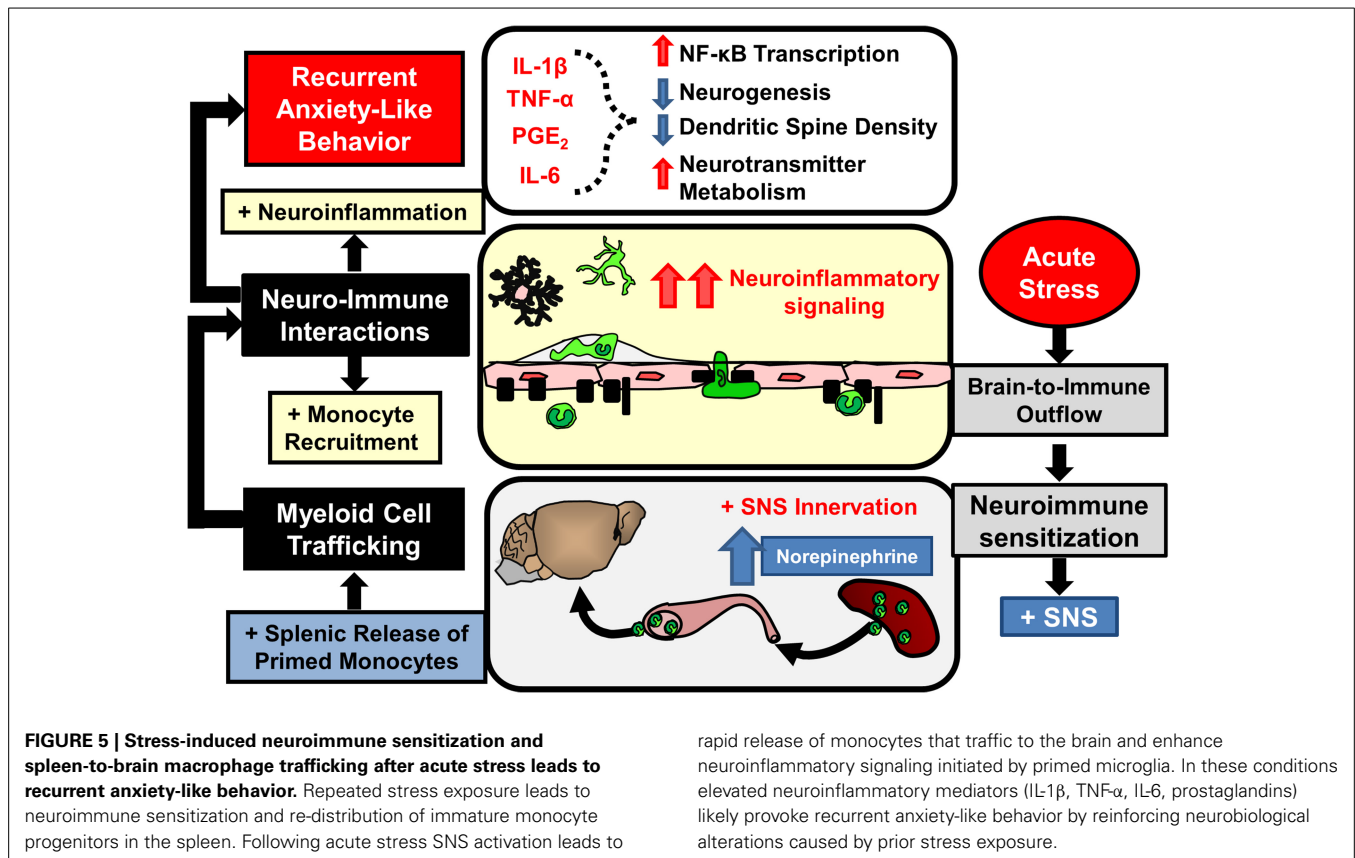 Recurrent
Anxiety-Like
Behavior
+ Neuroinflammation
Neuro-Immune
Interactions
+ Monocyte
Recruitment
Myeloid Cell
Trafficking
+ Splenic Release of
Primed Monocytes
IL-1β
TNF-α
PGE₂
IL-6
NF-κB Transcription
Neurogenesis
Dendritic Spine Density
Neurotransmitter
Metabolism
Neuroinflammatory
signaling
+ SNS Innervation
Norepinephrine
Acute
Stress
Brain-to-Immune
Outflow
Neuroimmune
sensitization
+ SNS
FIGURE 5 | Stress-induced neuroimmune sensitization and
spleen-to-brain macrophage trafficking after acute stress leads to
recurrent anxiety-like behavior. Repeated stress exposure leads to
neuroimmune sensitization and re-distribution of immature monocyte
progenitors in the spleen. Following acute stress SNS activation leads to
rapid release of monocytes that traffic to the brain and enhance
neuroinflammatory signaling initiated by primed microglia. In these conditions
elevated neuroinflammatory mediators (IL-1β, TNF-α, IL-6, prostaglandins)
likely provoke recurrent anxiety-like behavior by reinforcing neurobiological
alterations caused by prior stress exposure.